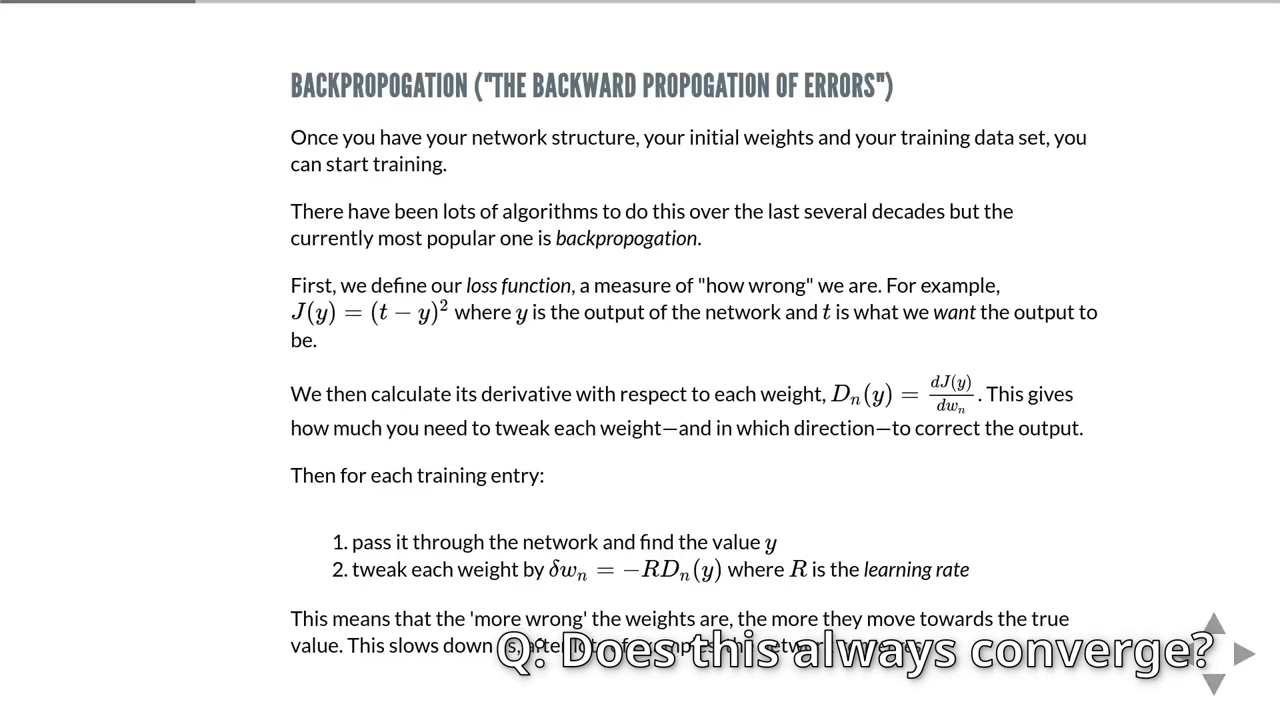 BACKPROPOGATION ("THE BACKWARD PROPOGATION OF ERRORS")
Once you have your network structure, your initial weights and your training data set, you
can start training.
There have been lots of algorithms to do this over the last several decades but the
currently most popular one is backpropogation.
First, we define our loss function, a measure of "how wrong" we are. For example,
J(y) = (t − y)² where y is the output of the network and t is what we want the output to
be.
We then calculate its derivative with respect to each weight, Dₙ(y) = dJ(y)/dwₙ. This gives
how much you need to tweak each weight—and in which direction—to correct the output.
Then for each training entry:
1. pass it through the network and find the value y
2. tweak each weight by δwₙ = −RDₙ(y) where R is the learning rate
This means that the 'more wrong' the weights are, the more they move towards the true
value. This slows down
Q: Does this always converge?